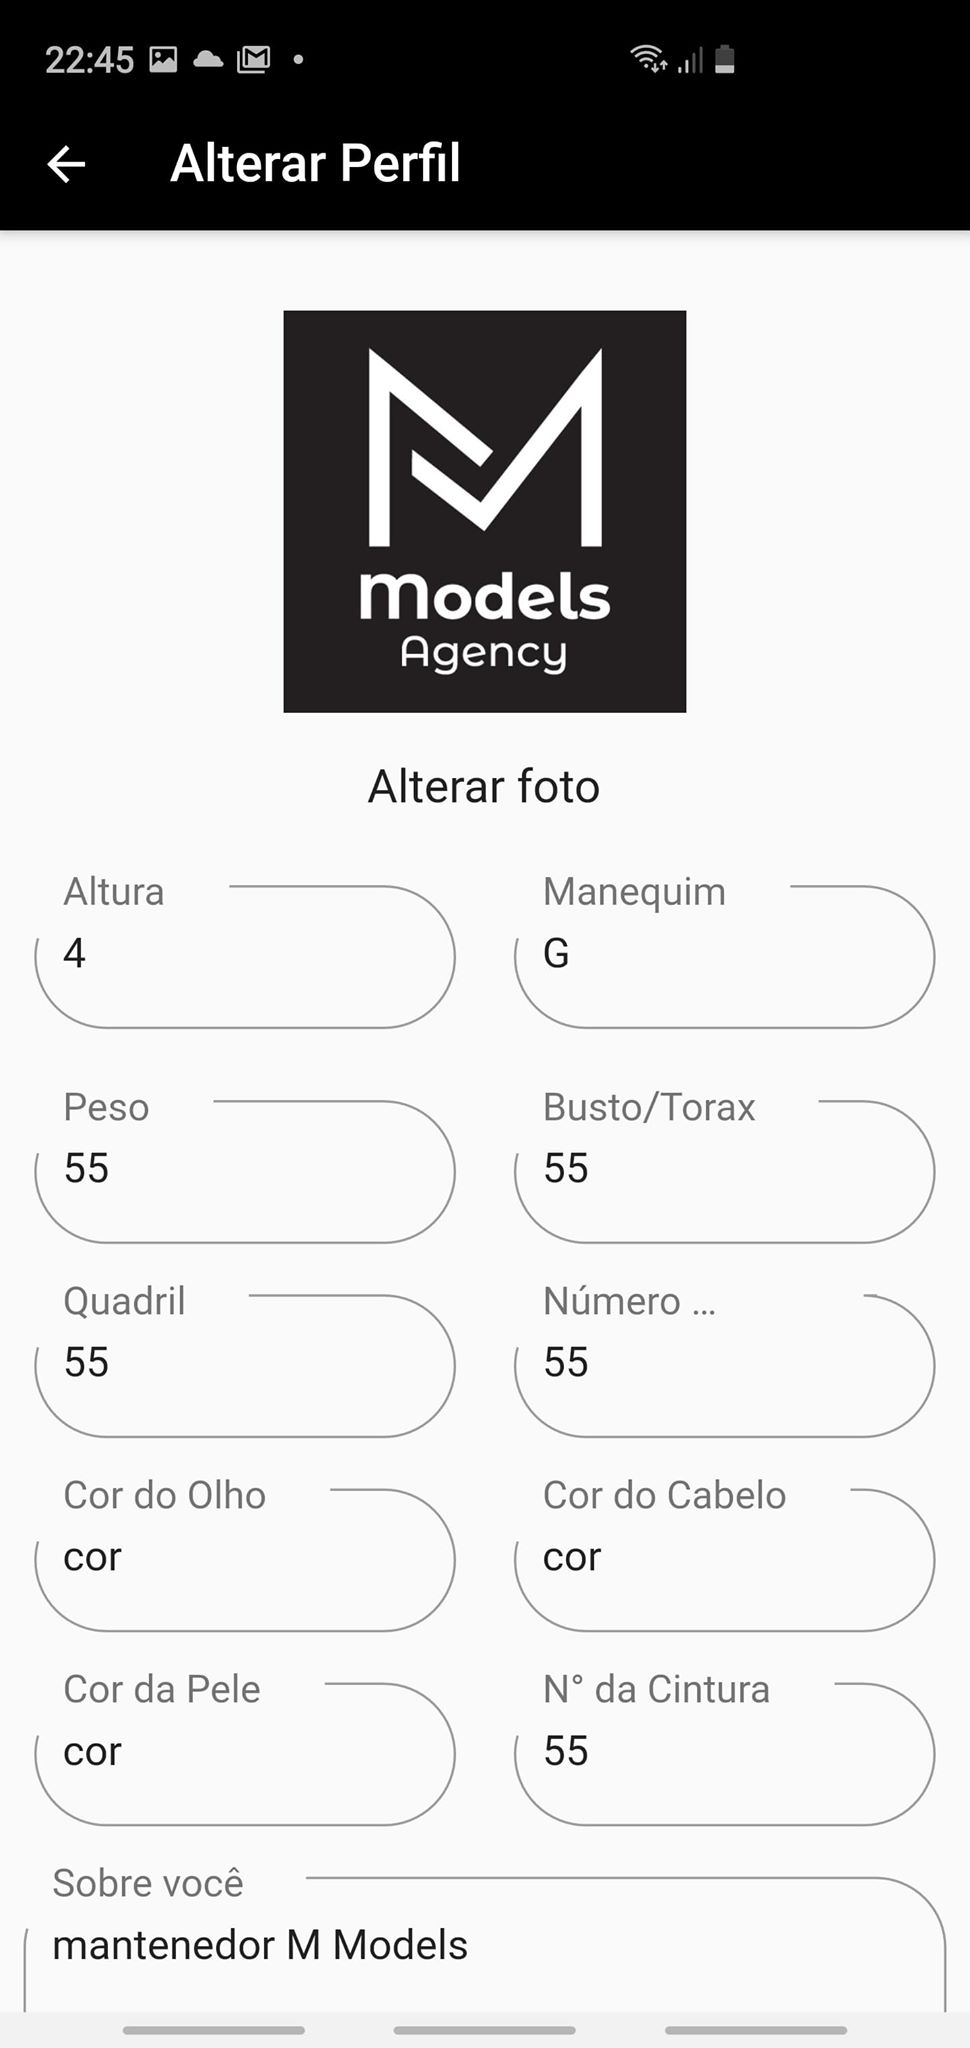 22:45
Alterar Perfil
Models
Agency
Alterar foto
Altura
4
Manequim
G
Peso
55
Busto/Torax
55
Quadril
55
Número ...
55
Cor do Olho
cor
Cor do Cabelo
cor
Cor da Pele
cor
N° da Cintura
55
Sobre você
mantenedor M Models